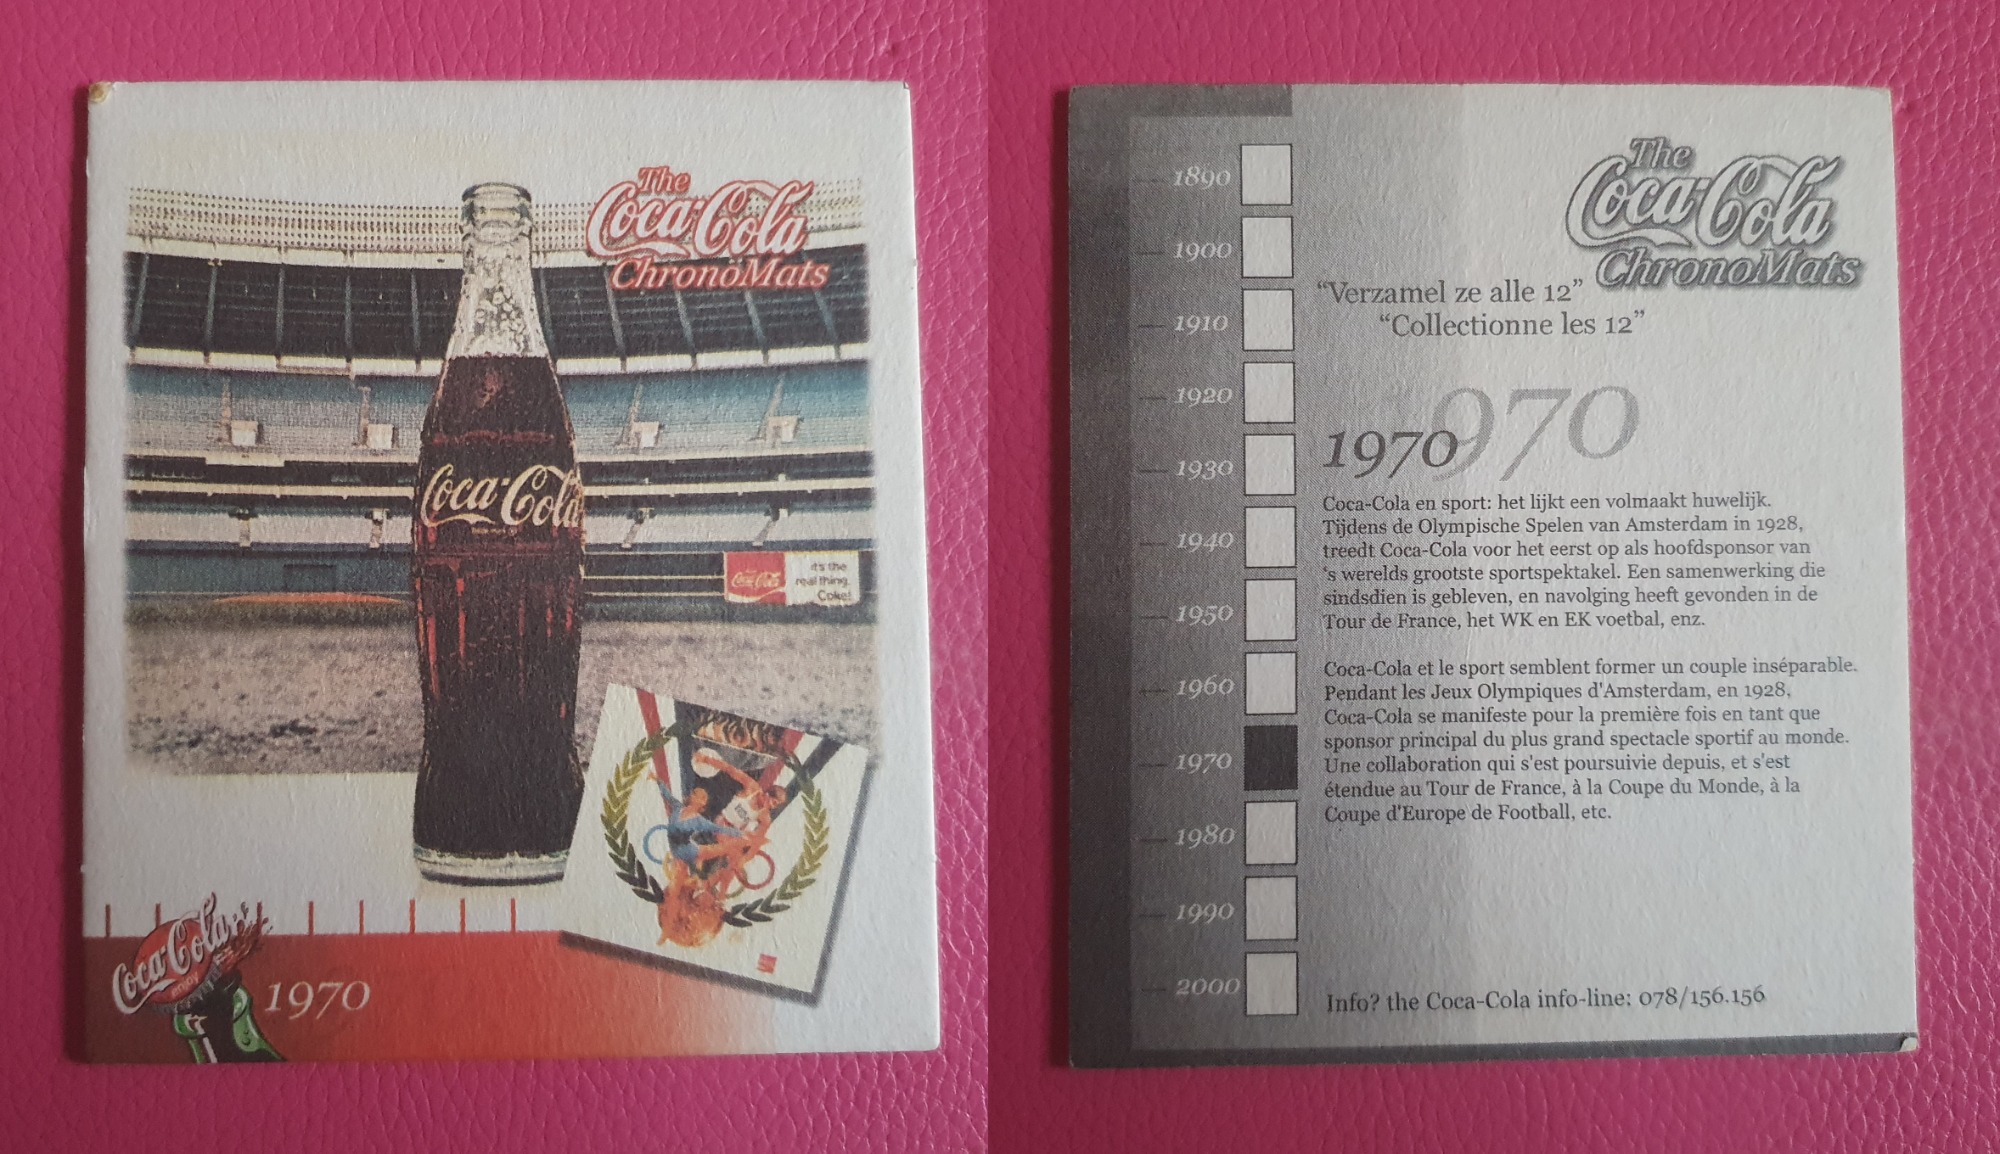 The
Coca-Cola
ChronoMats
Coca-Cola
Coca-Cola
it's the
real thing.
Coke!
Coca-Cola
enjoy
1970
The
Coca-Cola
ChronoMats
"Verzamel ze alle 12"
"Collectionne les 12"
1890
1900
1910
1920
1930
1940
1950
1960
1970
1980
1990
2000
1970
970
Coca-Cola en sport: het lijkt een volmaakt huwelijk.
Tijdens de Olympische Spelen van Amsterdam in 1928,
treedt Coca-Cola voor het eerst op als hoofdsponsor van
's werelds grootste sportspektakel. Een samenwerking die
sindsdien is gebleven, en navolging heeft gevonden in de
Tour de France, het WK en EK voetbal, enz.
Coca-Cola et le sport semblent former un couple inséparable.
Pendant les Jeux Olympiques d'Amsterdam, en 1928,
Coca-Cola se manifeste pour la première fois en tant que
sponsor principal du plus grand spectacle sportif au monde.
Une collaboration qui s'est poursuivie depuis, et s'est
étendue au Tour de France, à la Coupe du Monde, à la
Coupe d'Europe de Football, etc.
Info? the Coca-Cola info-line: 078/156.156